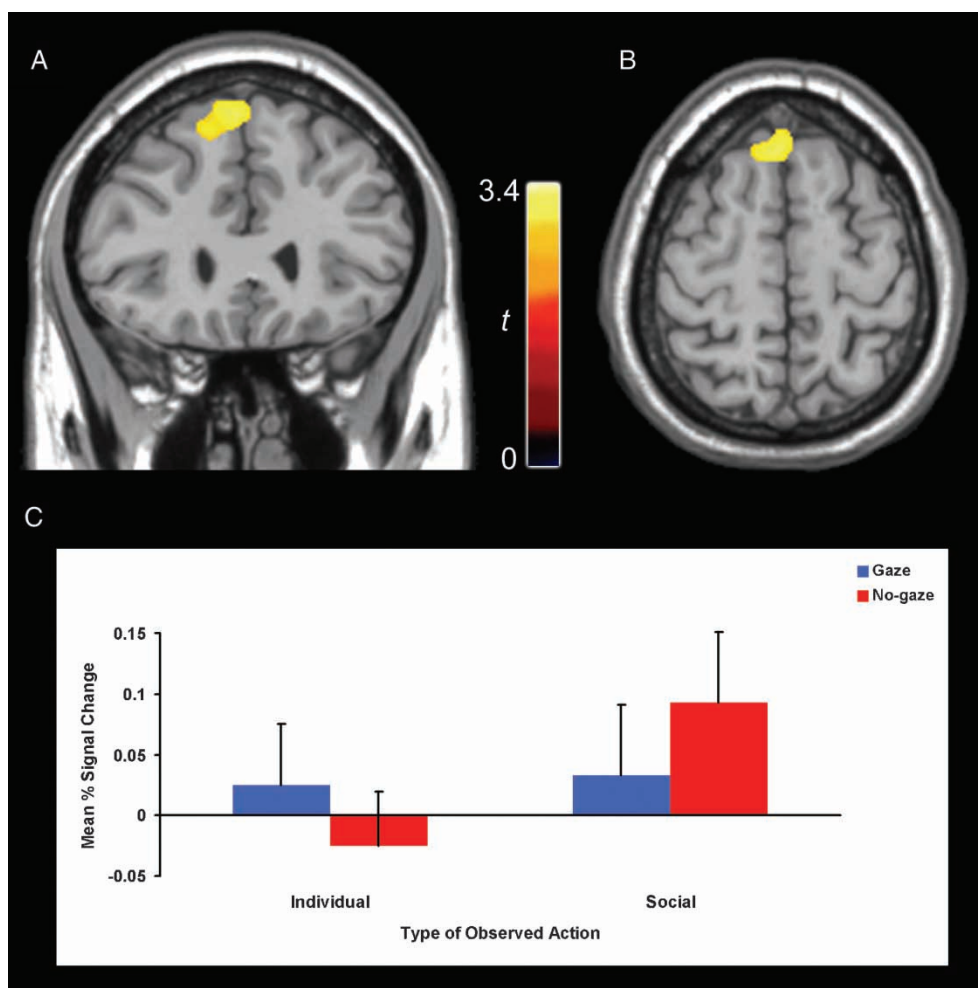 A
B
3.4
t
0
C
Gaze
No-gaze
0.15
0.1
0.05
0
-0.05
Mean % Signal Change
Individual
Social
Type of Observed Action